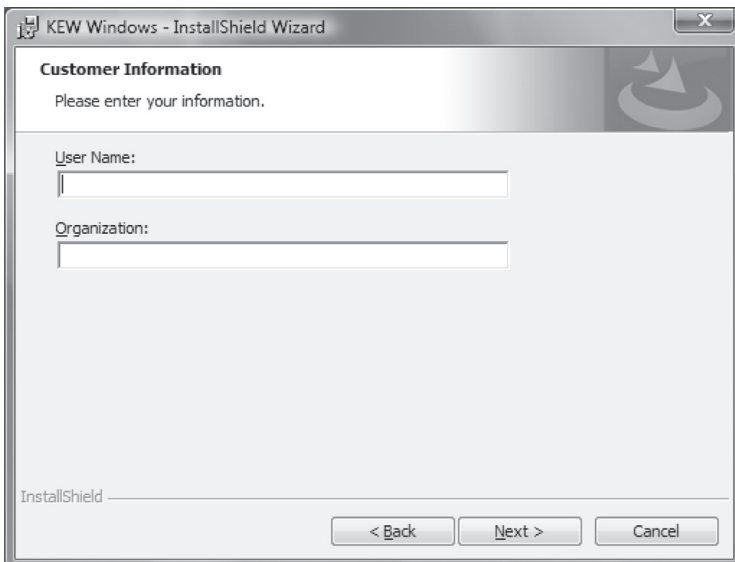 KEW Windows - InstallShield Wizard
Customer Information
Please enter your information.
User Name:
Organization:
InstallShield
< Back
Next >
Cancel